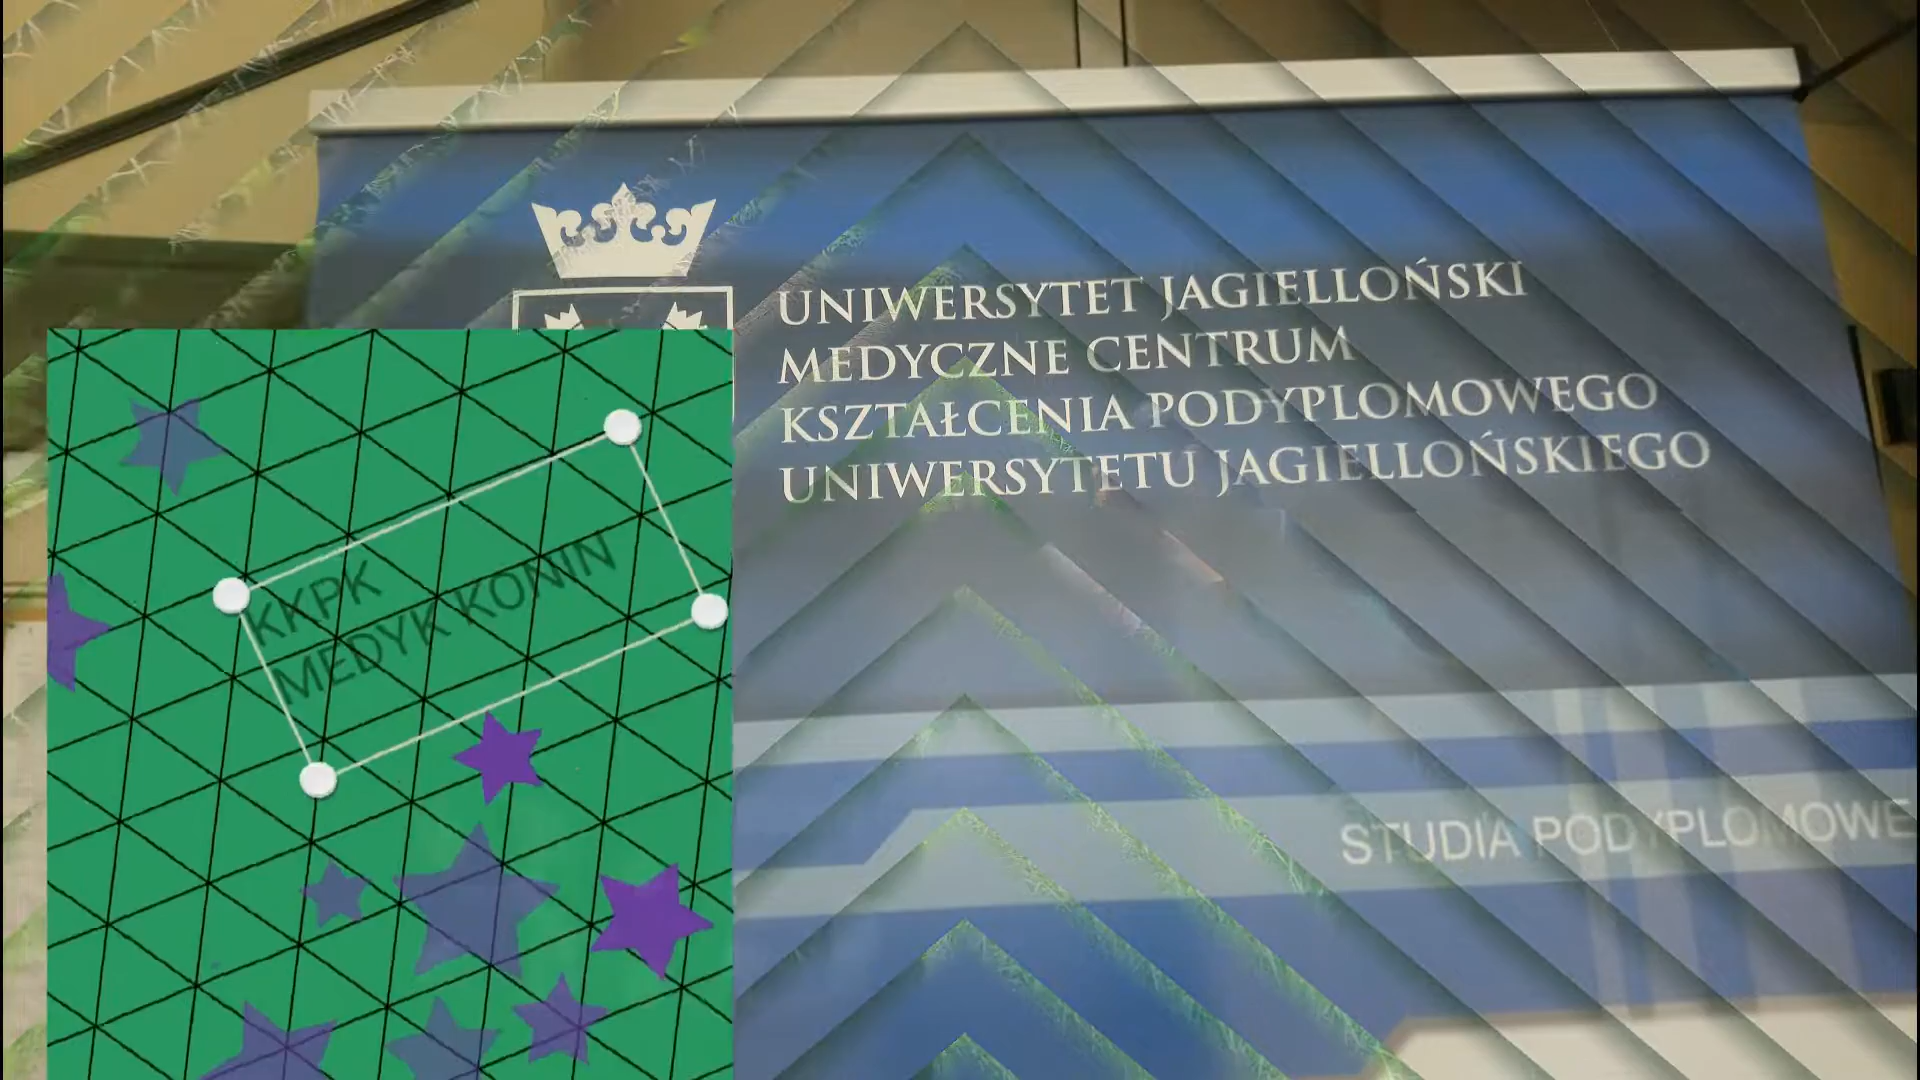 UNIWERSYTET JAGIELLOŃSKI
MEDYCZNE CENTRUM
KSZTAŁCENIA PODYPLOMOWEGO
UNIWERSYTETU JAGIELLOŃSKIEGO
KKPK
MEDYK KONIN
STUDIA PODYPLOMOWE